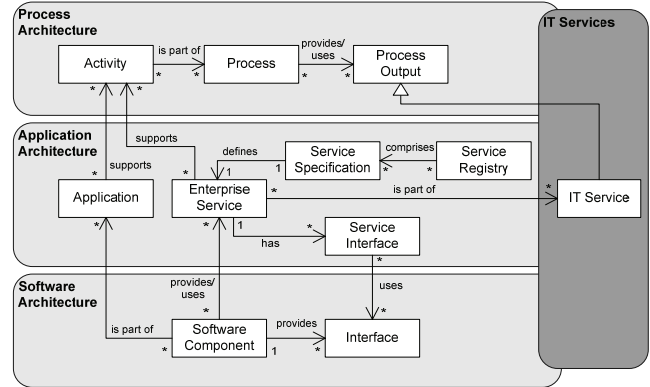 Process
Architecture
IT Services
Activity
is part of
*
*
Process
provides/
uses
*
*
Process
Output
*
*
Application
Architecture
supports
supports
defines
1
1
Service
Specification
comprises
*
*
Service
Registry
Application
*
*
Enterprise
Service
*
is part of
*
IT Service
*
1
has
*
Service
Interface
*
Software
Architecture
provides/
uses
*
uses
*
is part of
*
Software
Component
provides
1
*
Interface